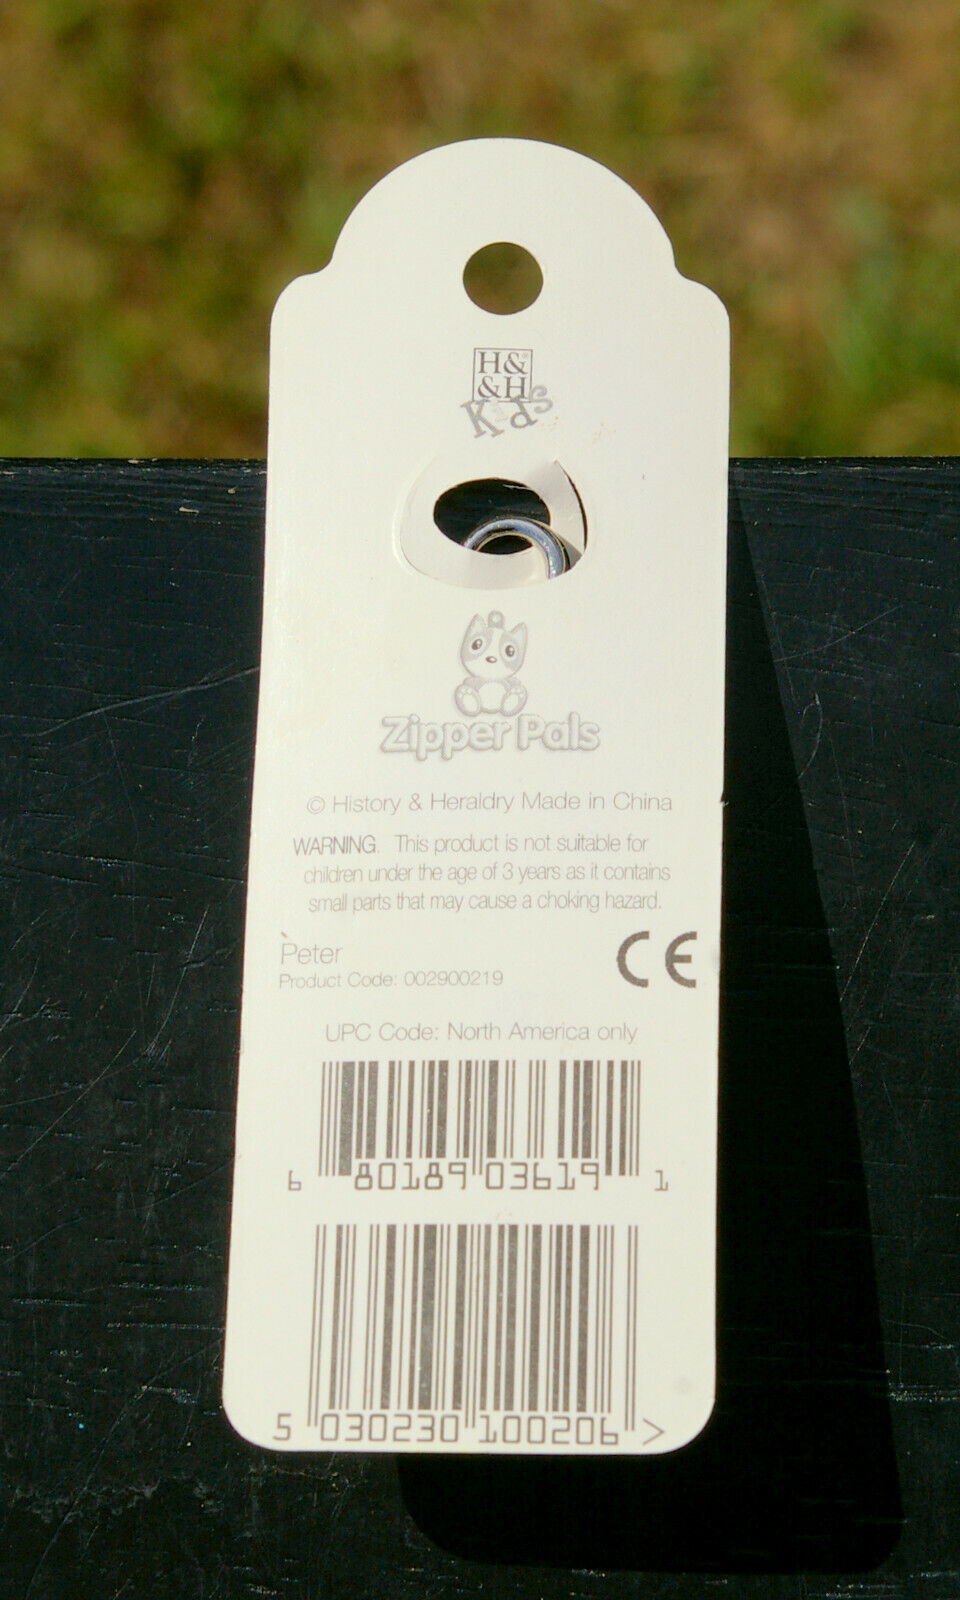 H&®
&H
Kids
Zipper Pals
© History & Heraldry Made in China
WARNING. This product is not suitable for
children under the age of 3 years as it contains
small parts that may cause a choking hazard.
Peter
CE
Product Code: 002900219
UPC Code: North America only
6 80189 03619 1
5 030230 100206 >